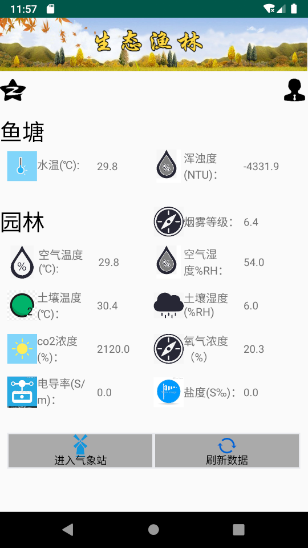 11:57
生态渔林
鱼塘
水温(℃): 29.8
浑浊度(NTU): -4331.9
园林
烟雾等级: 6.4
空气温度(℃): 29.8
空气湿度%RH: 54.0
土壤温度(℃): 30.4
土壤湿度(%RH) 6.0
co2浓度(%): 2120.0
氧气浓度(%) 20.3
电导率(S/m): 0.0
盐度(S‰): 0.0
进入气象站
刷新数据